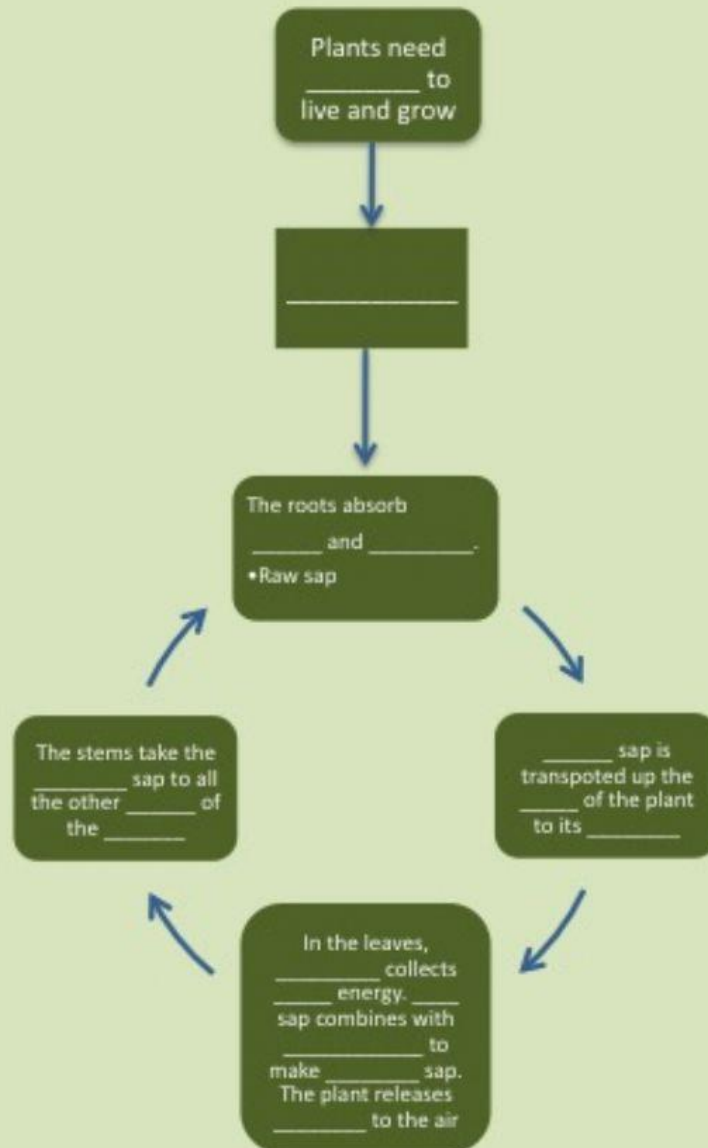 Plants need
________ to
live and grow
____________
The roots absorb
______ and _________.
•Raw sap
______ sap is
transpoted up the
_____ of the plant
to its ________
In the leaves,
_________ collects
_____ energy. ____
sap combines with
____________ to
make ________ sap.
The plant releases
________ to the air
The stems take the
________ sap to all
the other ______ of
the _______